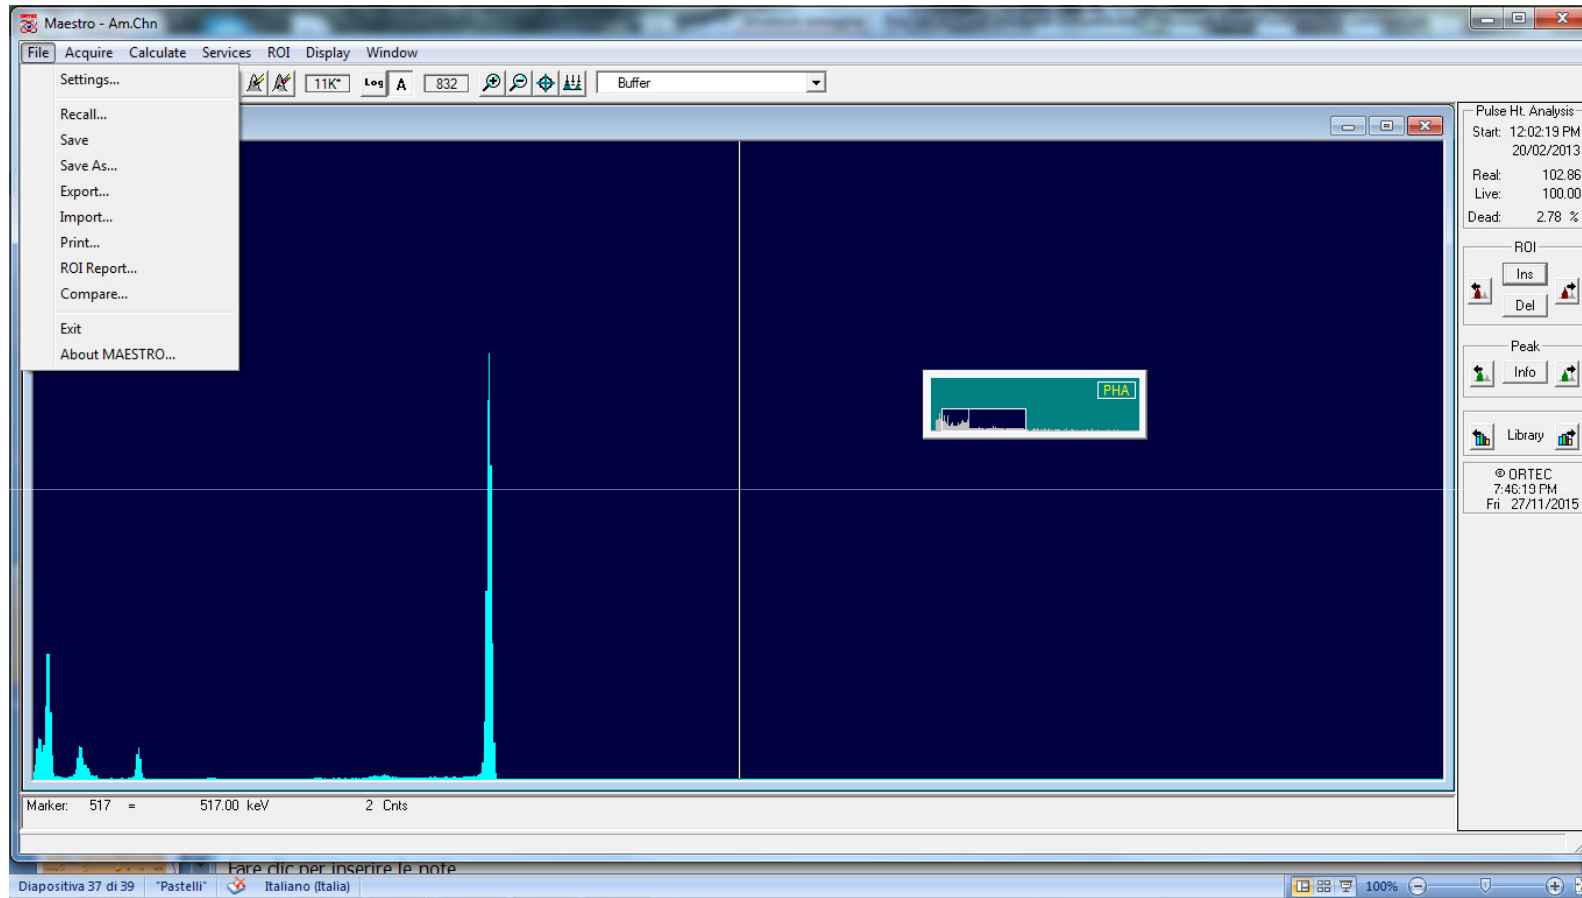 Maestro - Am.Chn
File Acquire Calculate Services ROI Display Window
11K* Log A 832 Buffer
Settings...
Recall...
Save
Save As...
Export...
Import...
Print...
ROI Report...
Compare...
Exit
About MAESTRO...
PHA
Pulse Ht. Analysis
Start: 12:02:19 PM
20/02/2013
Real: 102.86
Live: 100.00
Dead: 2.78 %
ROI
Ins
Del
Peak
Info
Library
© ORTEC
7:46:19 PM
Fri 27/11/2015
Marker: 517 = 517.00 keV 2 Cnts
Fare clic per inserire le note
Diapositiva 37 di 39 "Pastelli" Italiano (Italia) 100%